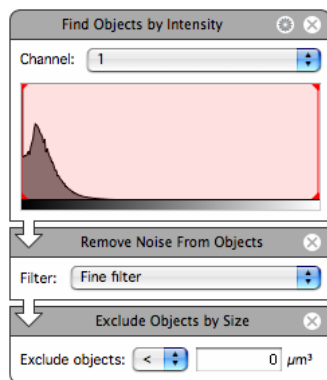 Find Objects by Intensity
Channel: 1
Remove Noise From Objects
Filter: Fine filter
Exclude Objects by Size
Exclude objects: < 0 µm³